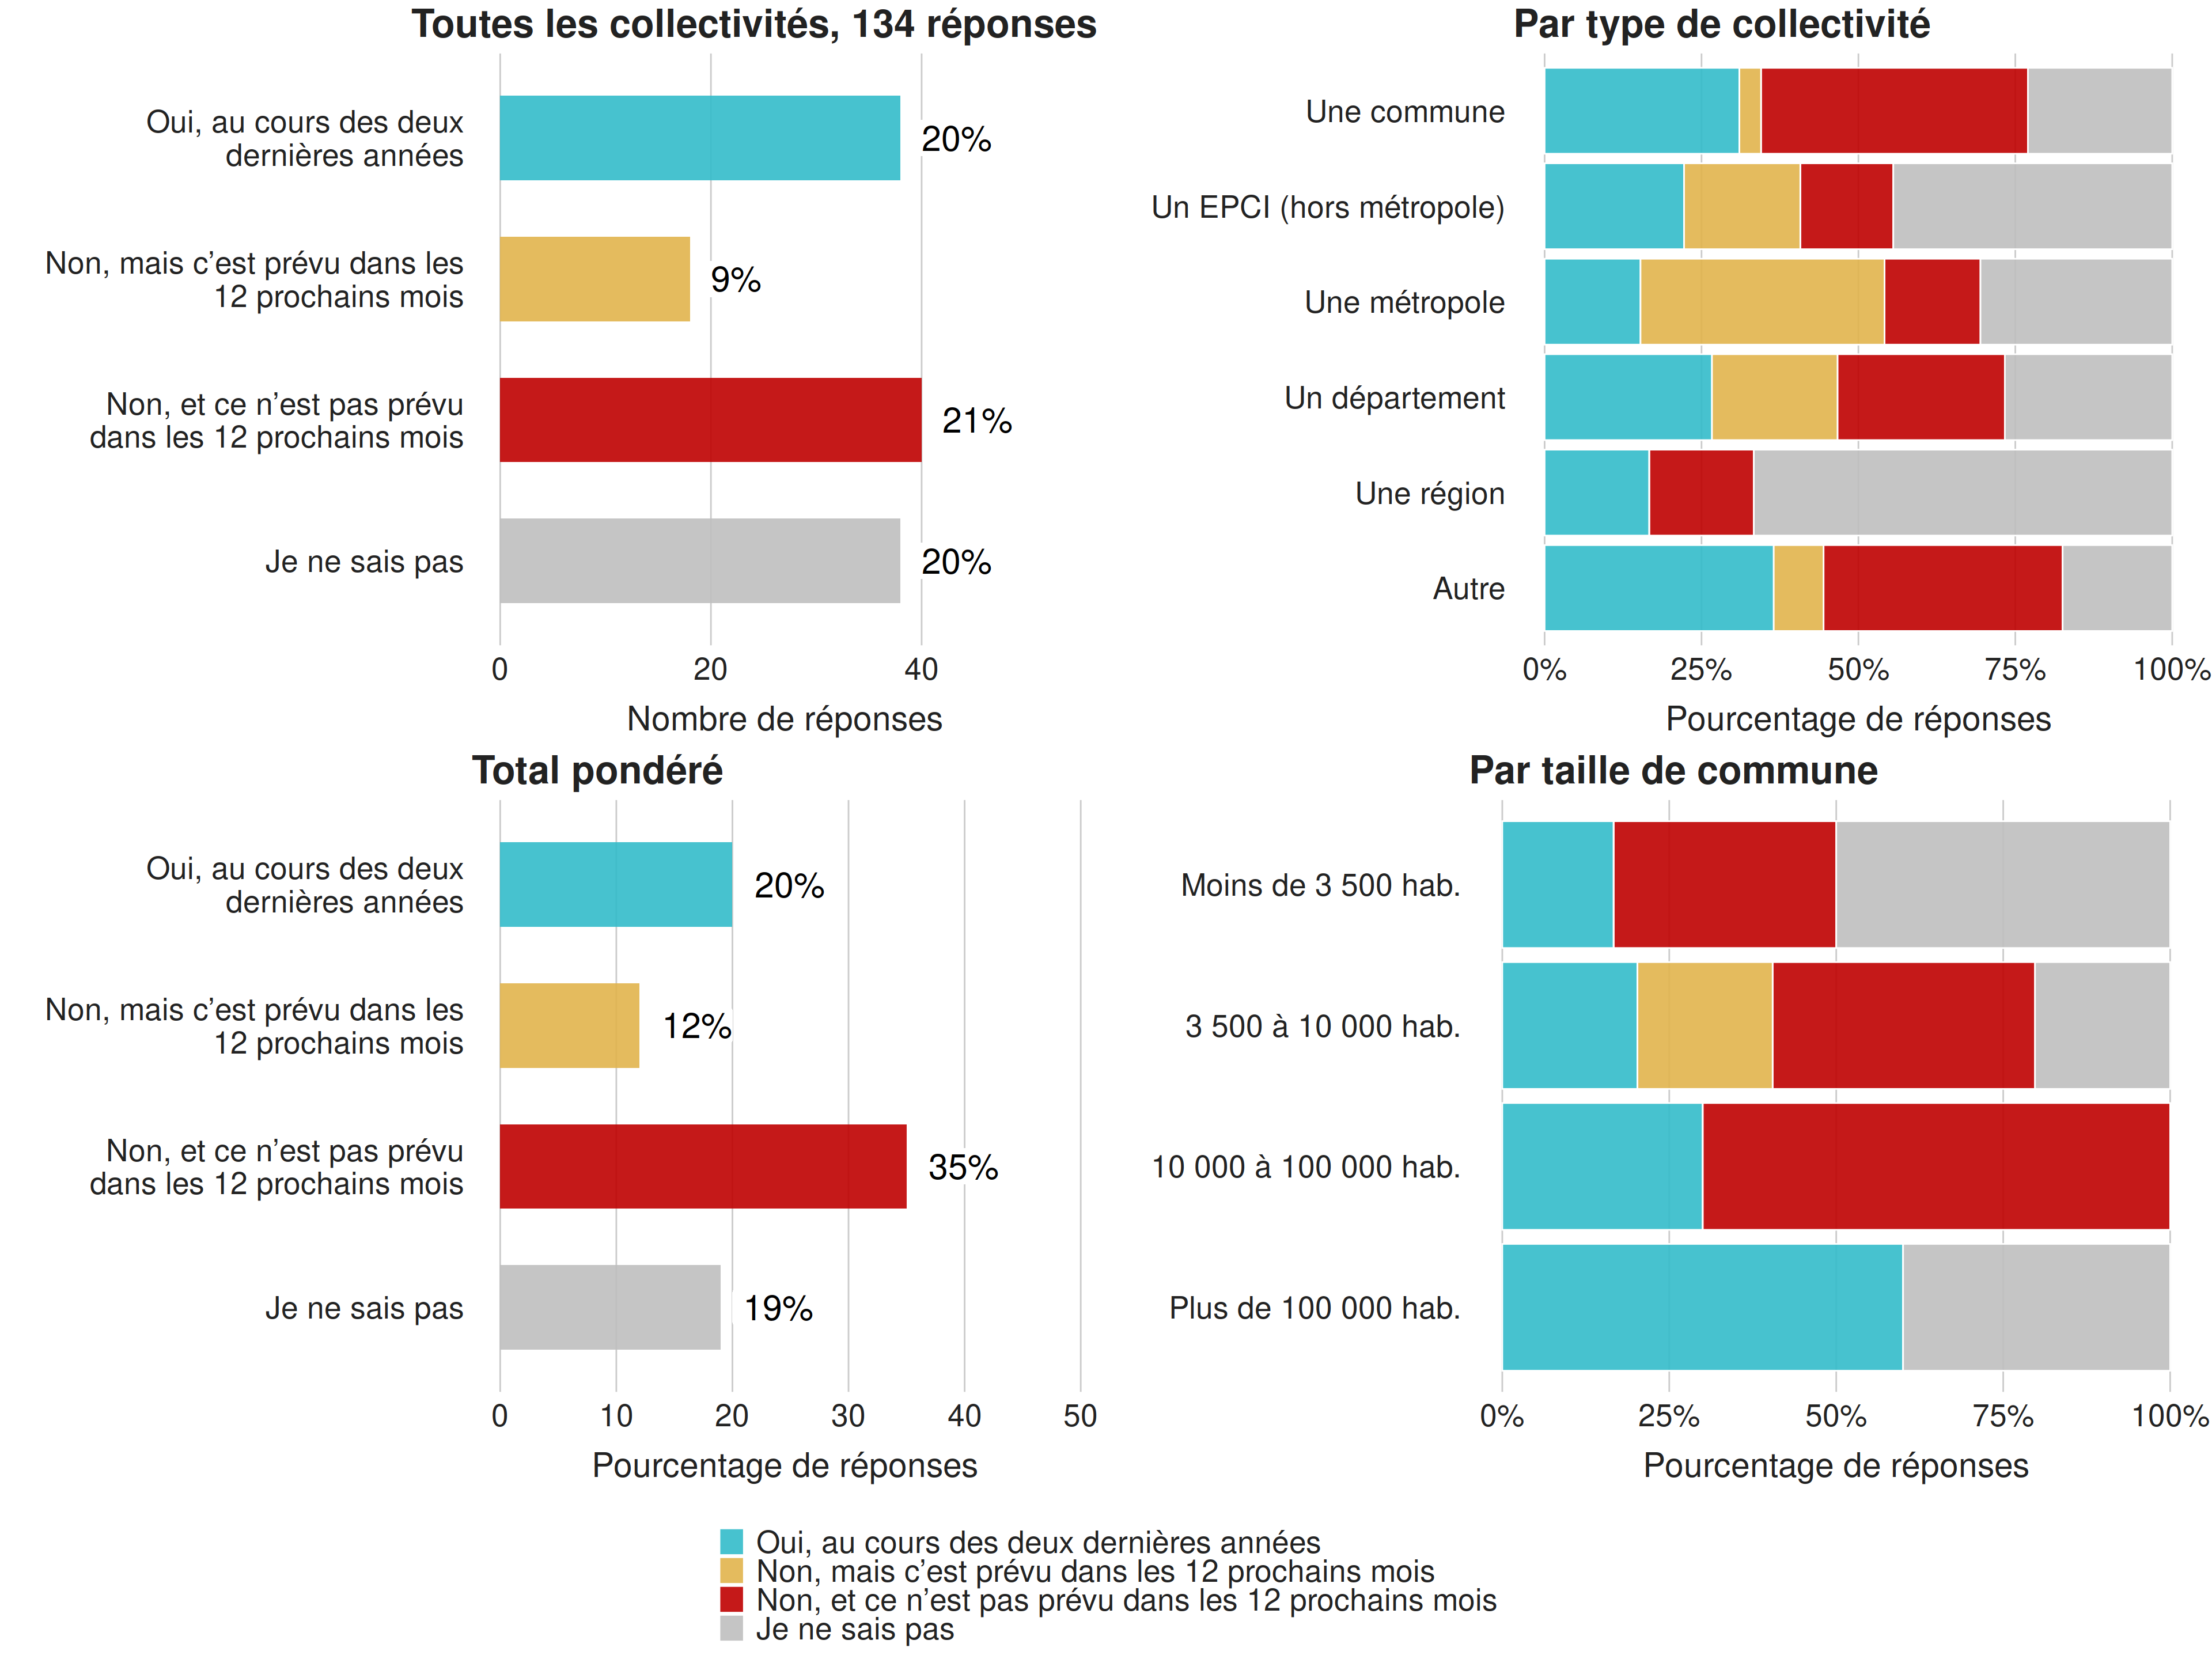 Toutes les collectivités, 134 réponses
Oui, au cours des deux
dernières années
20%
Non, mais c’est prévu dans les
12 prochains mois
9%
Non, et ce n’est pas prévu
dans les 12 prochains mois
21%
Je ne sais pas
20%
0 20 40
Nombre de réponses
Par type de collectivité
Une commune
Un EPCI (hors métropole)
Une métropole
Un département
Une région
Autre
0% 25% 50% 75% 100%
Pourcentage de réponses
Total pondéré
Oui, au cours des deux
dernières années
20%
Non, mais c’est prévu dans les
12 prochains mois
12%
Non, et ce n’est pas prévu
dans les 12 prochains mois
35%
Je ne sais pas
19%
0 10 20 30 40 50
Pourcentage de réponses
Par taille de commune
Moins de 3 500 hab.
3 500 à 10 000 hab.
10 000 à 100 000 hab.
Plus de 100 000 hab.
0% 25% 50% 75% 100%
Pourcentage de réponses
Oui, au cours des deux dernières années
Non, mais c’est prévu dans les 12 prochains mois
Non, et ce n’est pas prévu dans les 12 prochains mois
Je ne sais pas